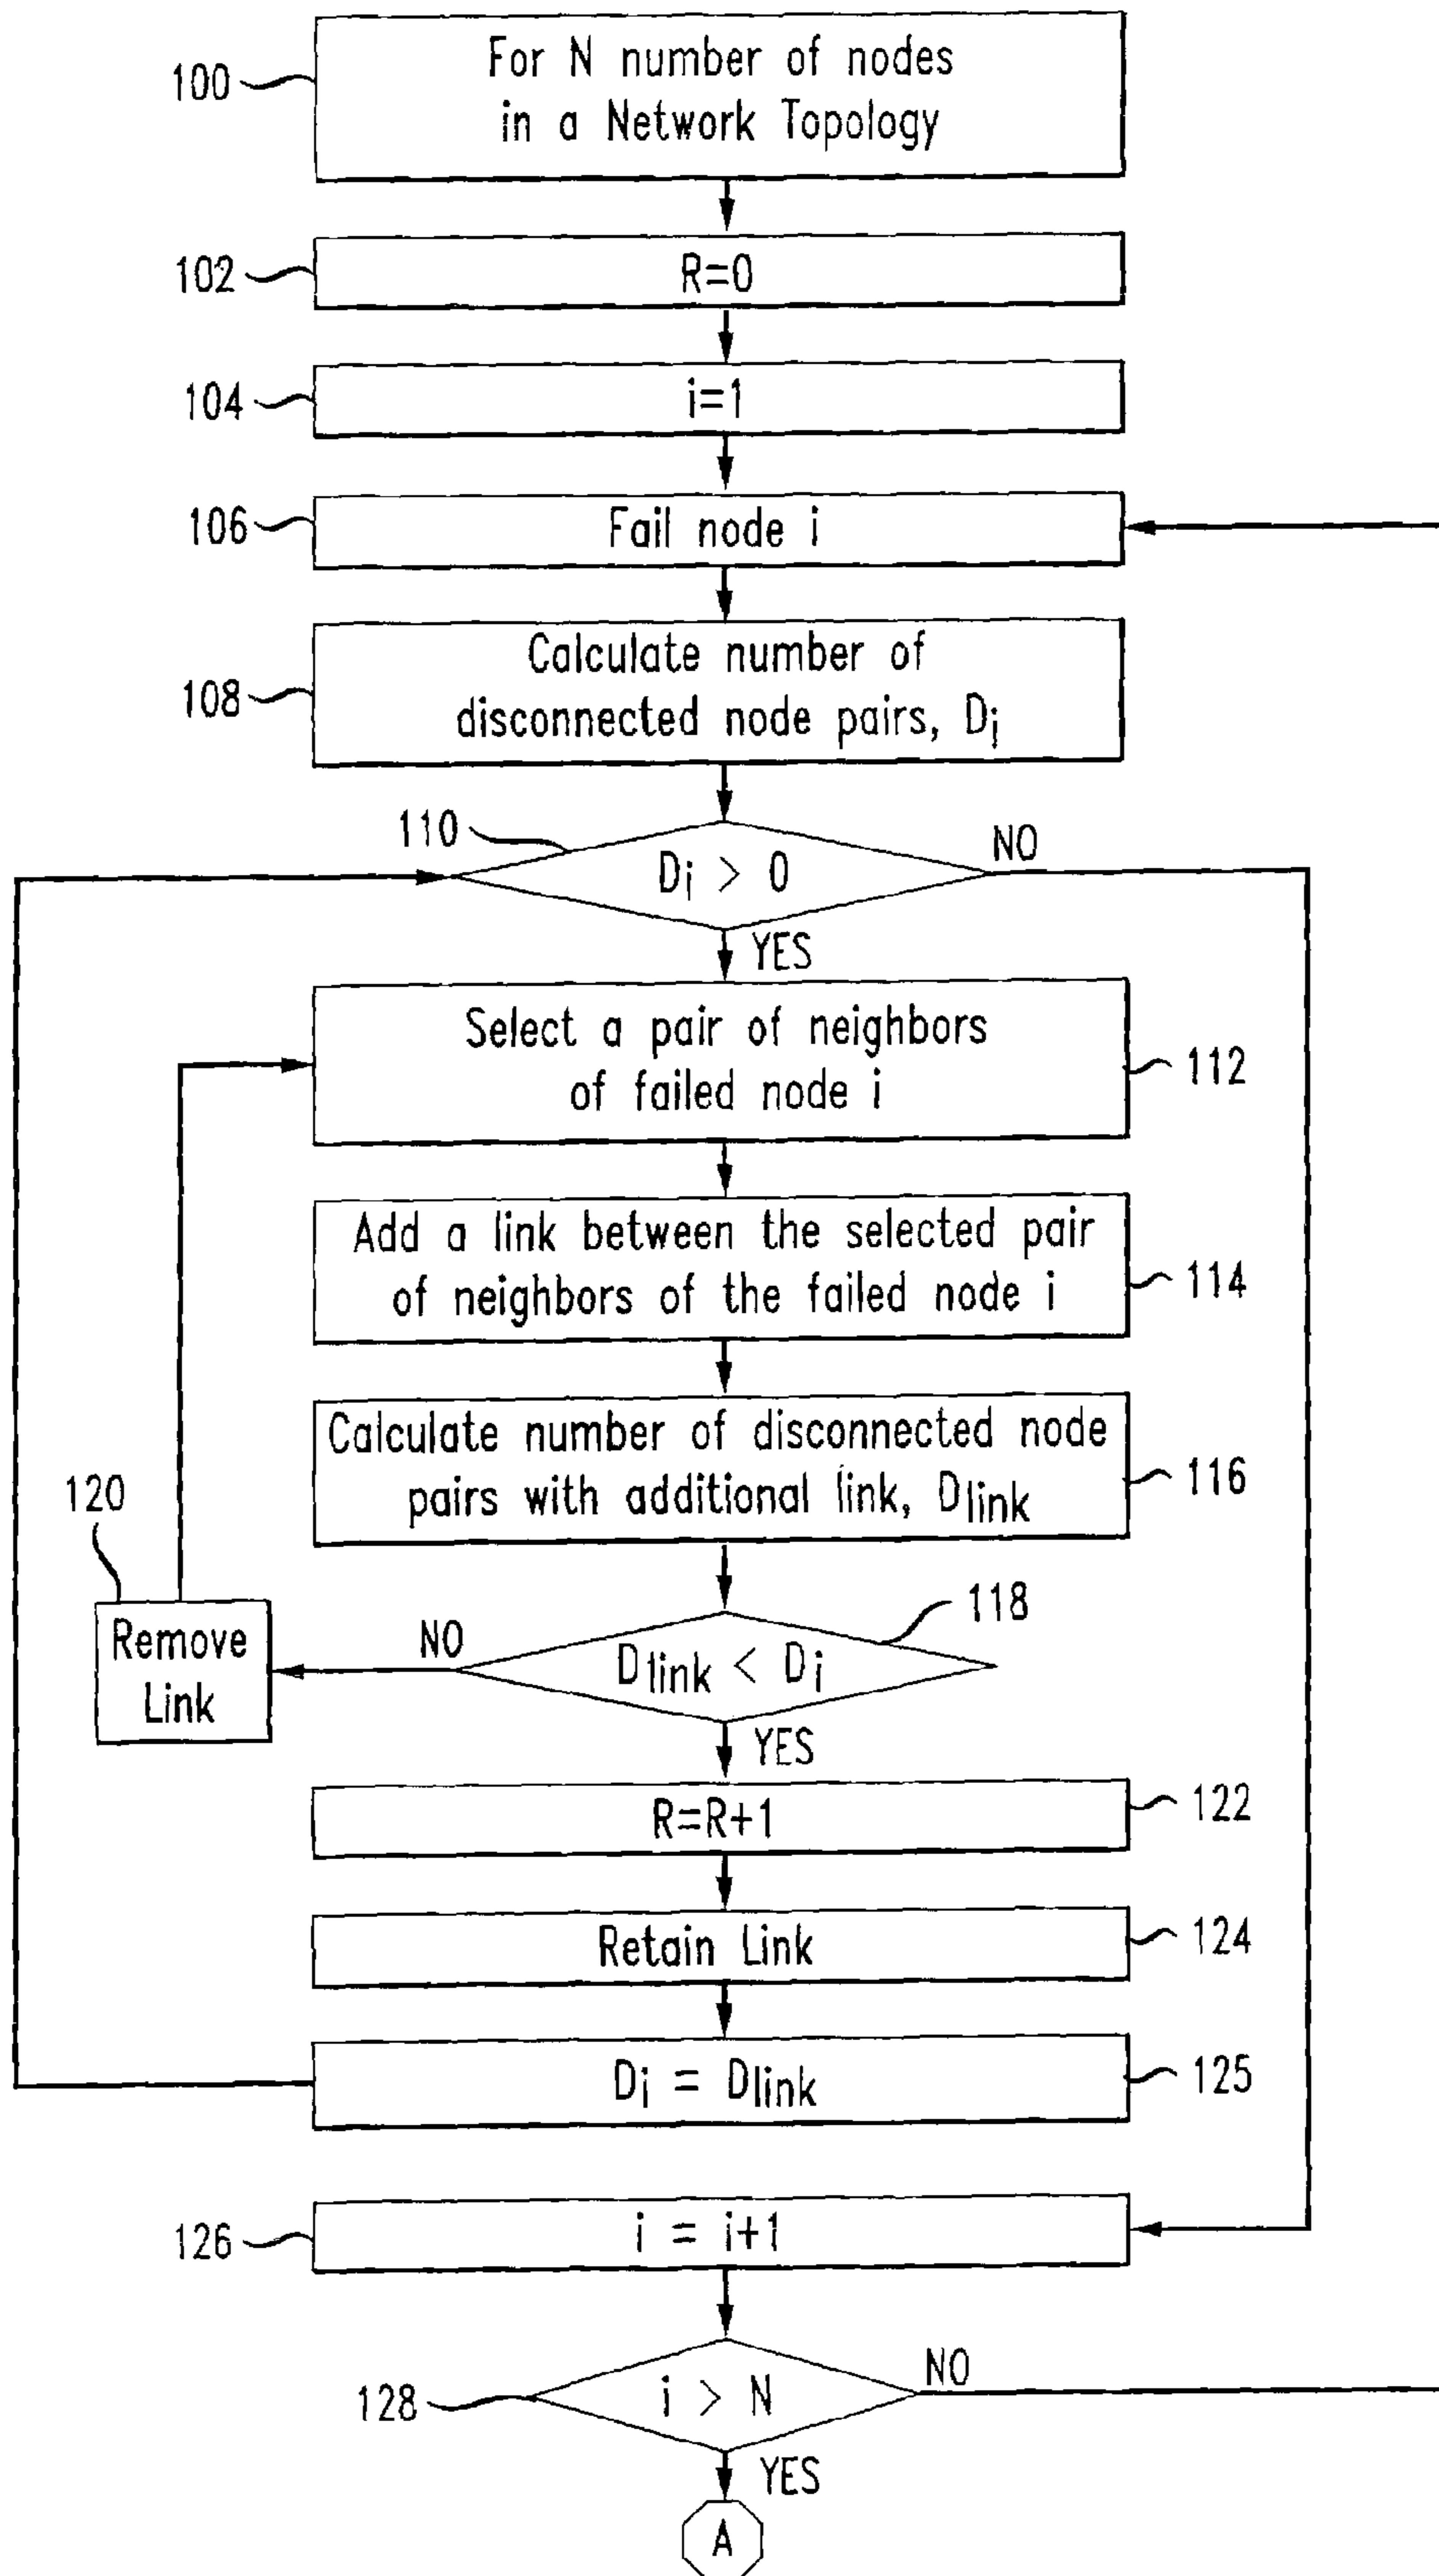 100
For N number of nodes
in a Network Topology
102
R=0
104
i=1
106
Fail node i
108
Calculate number of
disconnected node pairs, Di
110
Di > 0
NO
YES
Select a pair of neighbors
of failed node i
112
Add a link between the selected pair
of neighbors of the failed node i
114
Calculate number of disconnected node
pairs with additional link, Dlink
116
120
Remove
Link
NO
Dlink < Di
118
YES
R=R+1
122
Retain Link
124
Di = Dlink
125
126
i = i+1
128
i > N
NO
YES
A